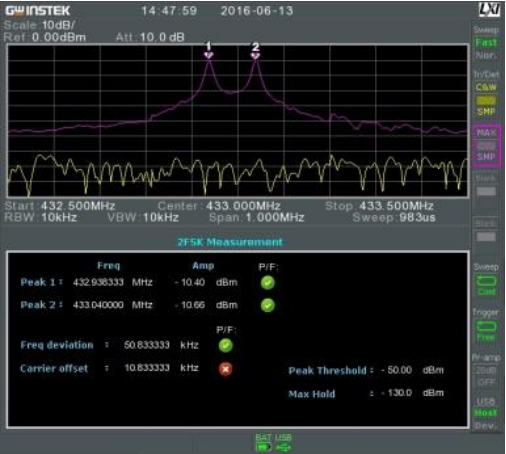 GWINSTEK 14:47:59 2016-06-13 LXI
Scale:10dB/
Ref:0.00dBm Att:10.0 dB
1 2
Start:432.500MHz Center:433.000MHz Stop:433.500MHz
RBW:10kHz VBW:10kHz Span:1.000MHz Sweep:983us
2FSK Measurement
Freq Amp P/F:
Peak 1 : 432.938333 MHz - 10.40 dBm
Peak 2 : 433.040000 MHz - 10.66 dBm
P/F:
Freq deviation : 50.833333 kHz
Carrier offset : 10.833333 kHz
Peak Threshold : - 50.00 dBm
Max Hold : - 130.0 dBm
BAT USB
Sweep
Fast
Nor.
Tr/Det
C&W
SMP
MAX
SMP
Blank
Blank
Sweep
Cont
Trigger
Free
Pr-amp
20dB
OFF
USB
Host
Dev.